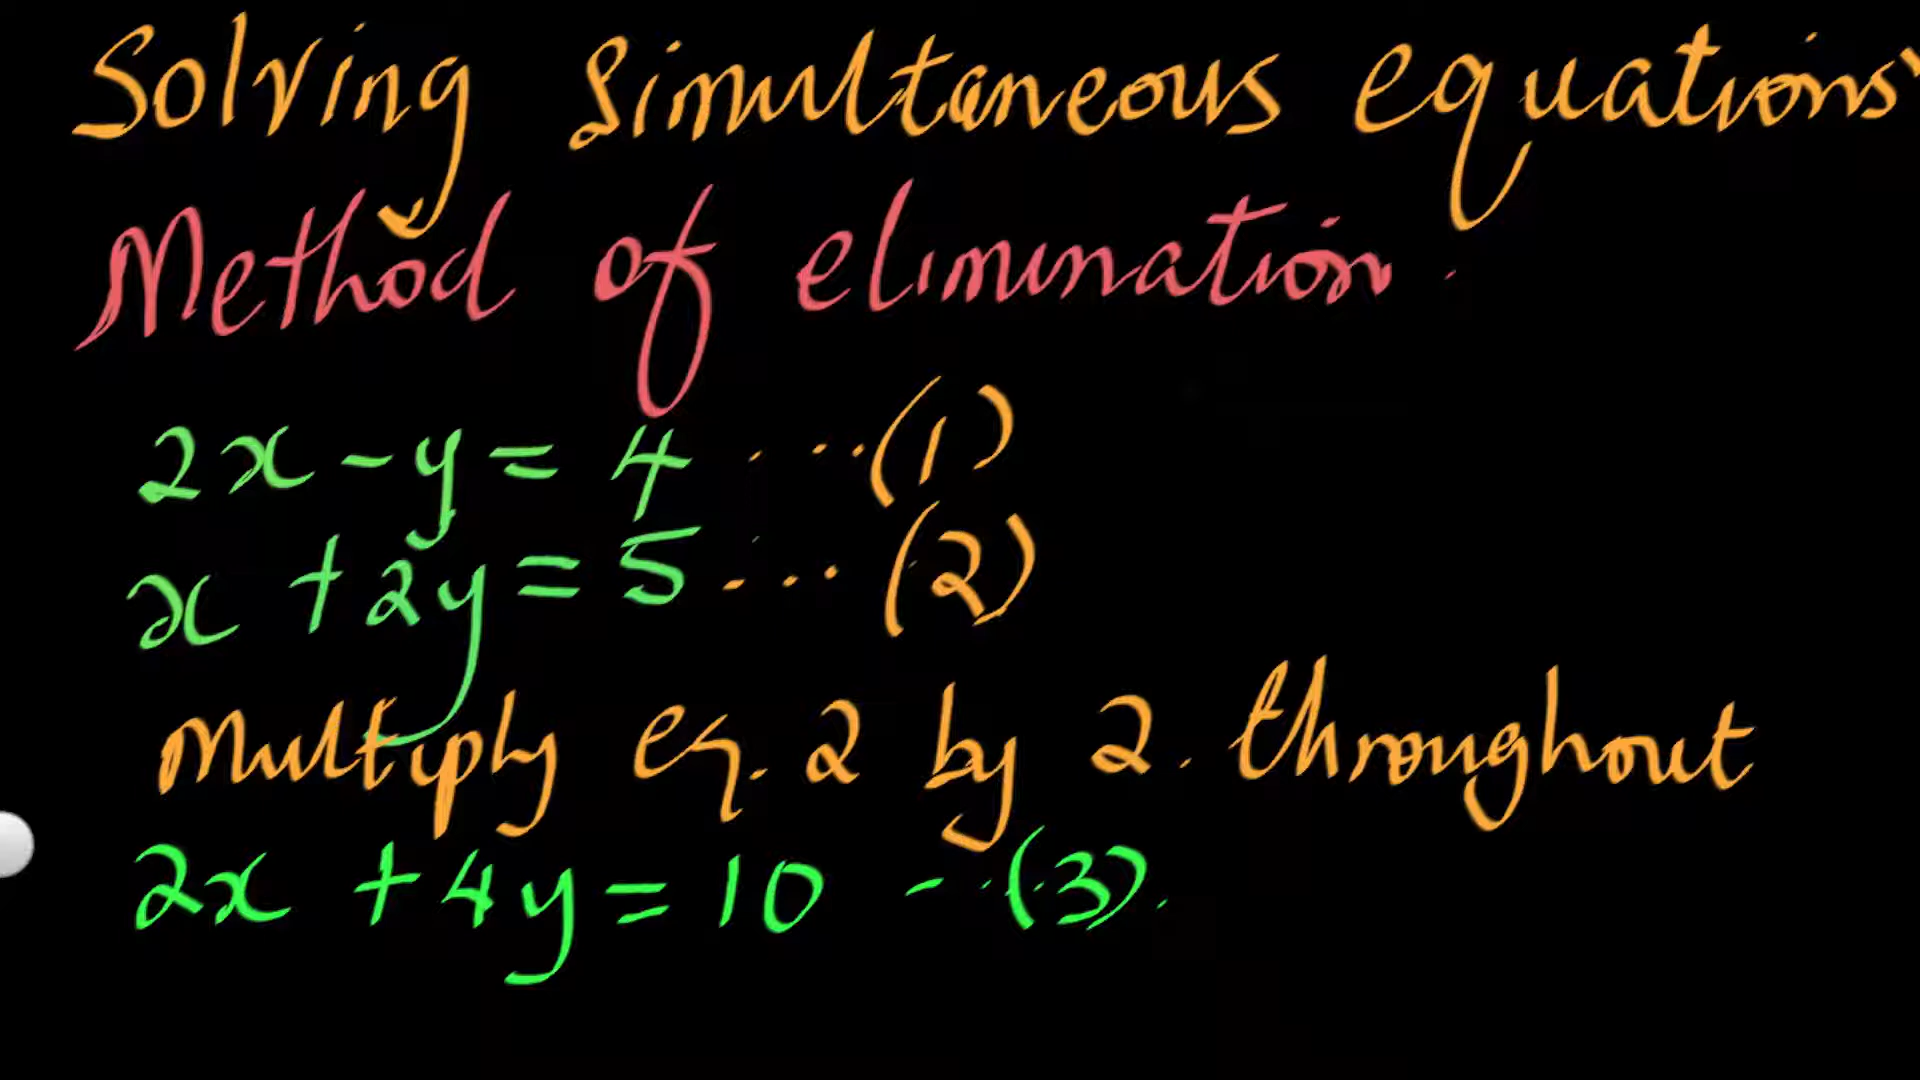 Solving simultaneous equations
Method of elimination.
2x - y = 4 ... (1)
x + 2y = 5 ... (2)
Multiply eq. 2 by 2. throughout
2x + 4y = 10 - .. (3).